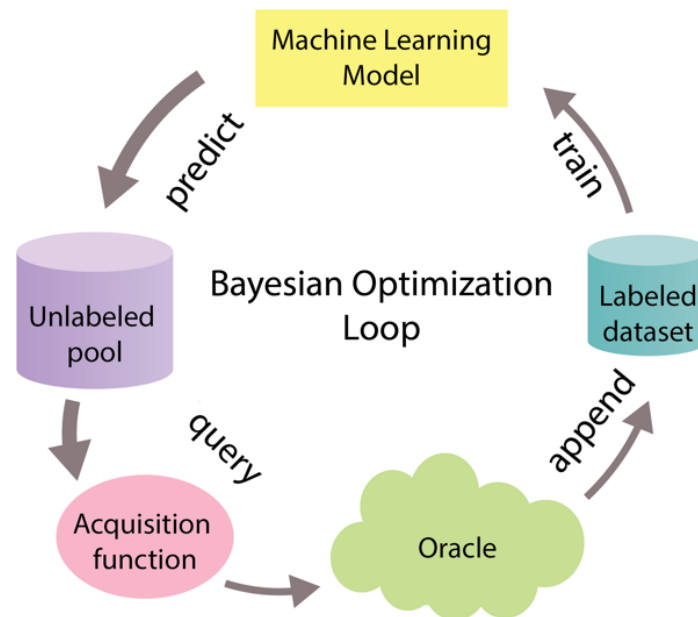 Machine Learning
Model
predict
train
Unlabeled
pool
Bayesian Optimization
Loop
Labeled
dataset
query
append
Acquisition
function
Oracle